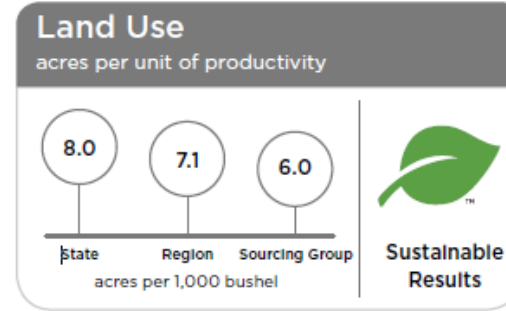 Land Use
acres per unit of productivity
8.0
7.1
6.0
State
Region
Sourcing Group
acres per 1,000 bushel
TM
Sustainable
Results